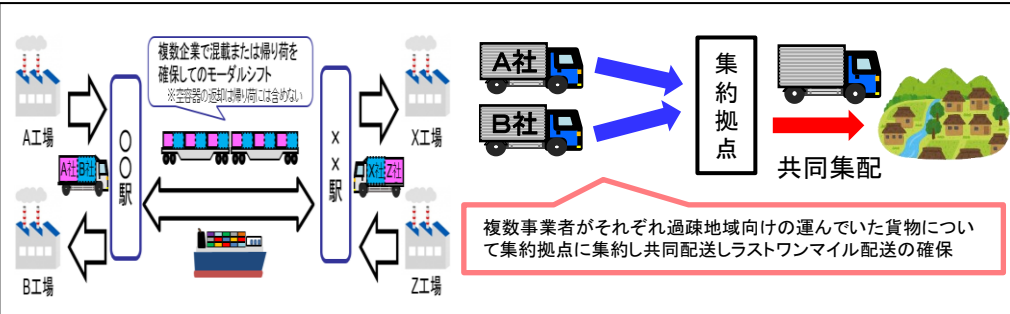 複数企業で混載または帰り荷を
確保してのモーダルシフト
※空容器の返却は帰り荷には含めない
A工場
〇〇駅
A社 B社
B工場
××駅
X工場
X社 Z社
Z工場
A社
B社
集約拠点
共同集配
複数事業者がそれぞれ過疎地域向けの運んでいた貨物につい
て集約拠点に集約し共同配送しラストワンマイル配送の確保